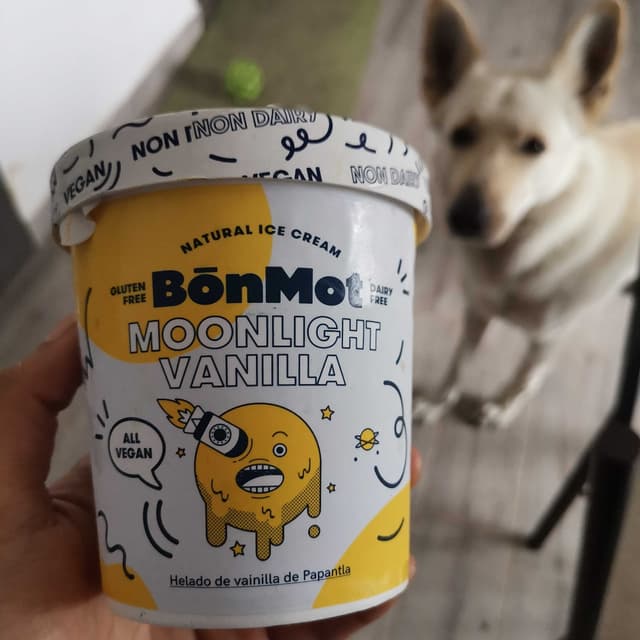 NON DAIRY
NON
VEGAN
VEGAN
NON DAIRY
NATURAL ICE CREAM
GLUTEN FREE
BōnMot
DAIRY FREE
MOONLIGHT
VANILLA
ALL
VEGAN
Helado de vainilla de Papantla